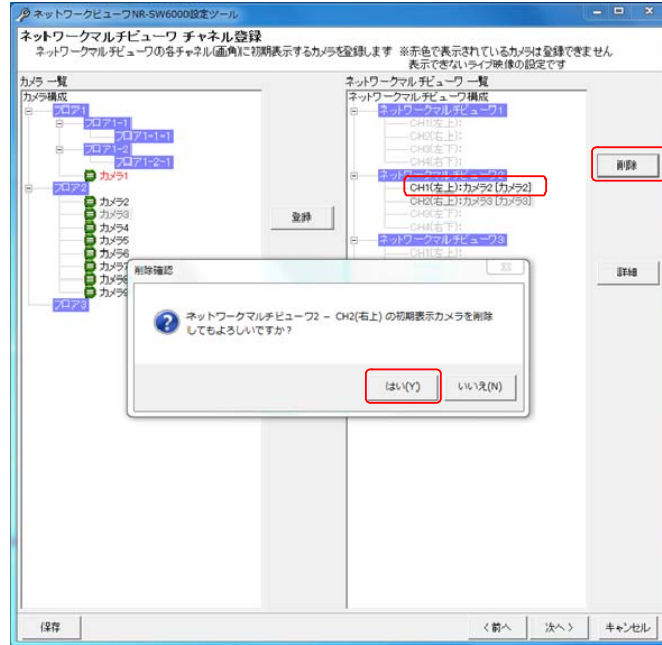 ネットワークビューワNR-SW6000設定ツール
ネットワークマルチビューワ チャネル登録
ネットワークマルチビューワの各チャネル(画角)に初期表示するカメラを登録します ※赤色で表示されているカメラは登録できません
表示できないライブ映像の設定です
カメラ 一覧
カメラ構成
フロア1
フロア1-1
フロア1-1-1
フロア1-2
フロア1-2-1
カメラ1
フロア2
カメラ2
カメラ3
カメラ4
カメラ5
カメラ6
カメラ7
カメラ8
カメラ9
フロア3
登録
ネットワークマルチビューワ 一覧
ネットワークマルチビューワ構成
ネットワークマルチビューワ1
CH1(左上):
CH2(右上):
CH3(左下):
CH4(右下):
ネットワークマルチビューワ2
CH1(左上):カメラ2 [カメラ2]
CH2(右上):カメラ3 [カメラ3]
CH3(左下):
CH4(右下):
ネットワークマルチビューワ3
CH1(左上):
削除
詳細
削除確認
ネットワークマルチビューワ2 － CH2(右上) の初期表示カメラを削除
してもよろしいですか？
はい(Y)
いいえ(N)
保存
< 前へ
次へ >
キャンセル